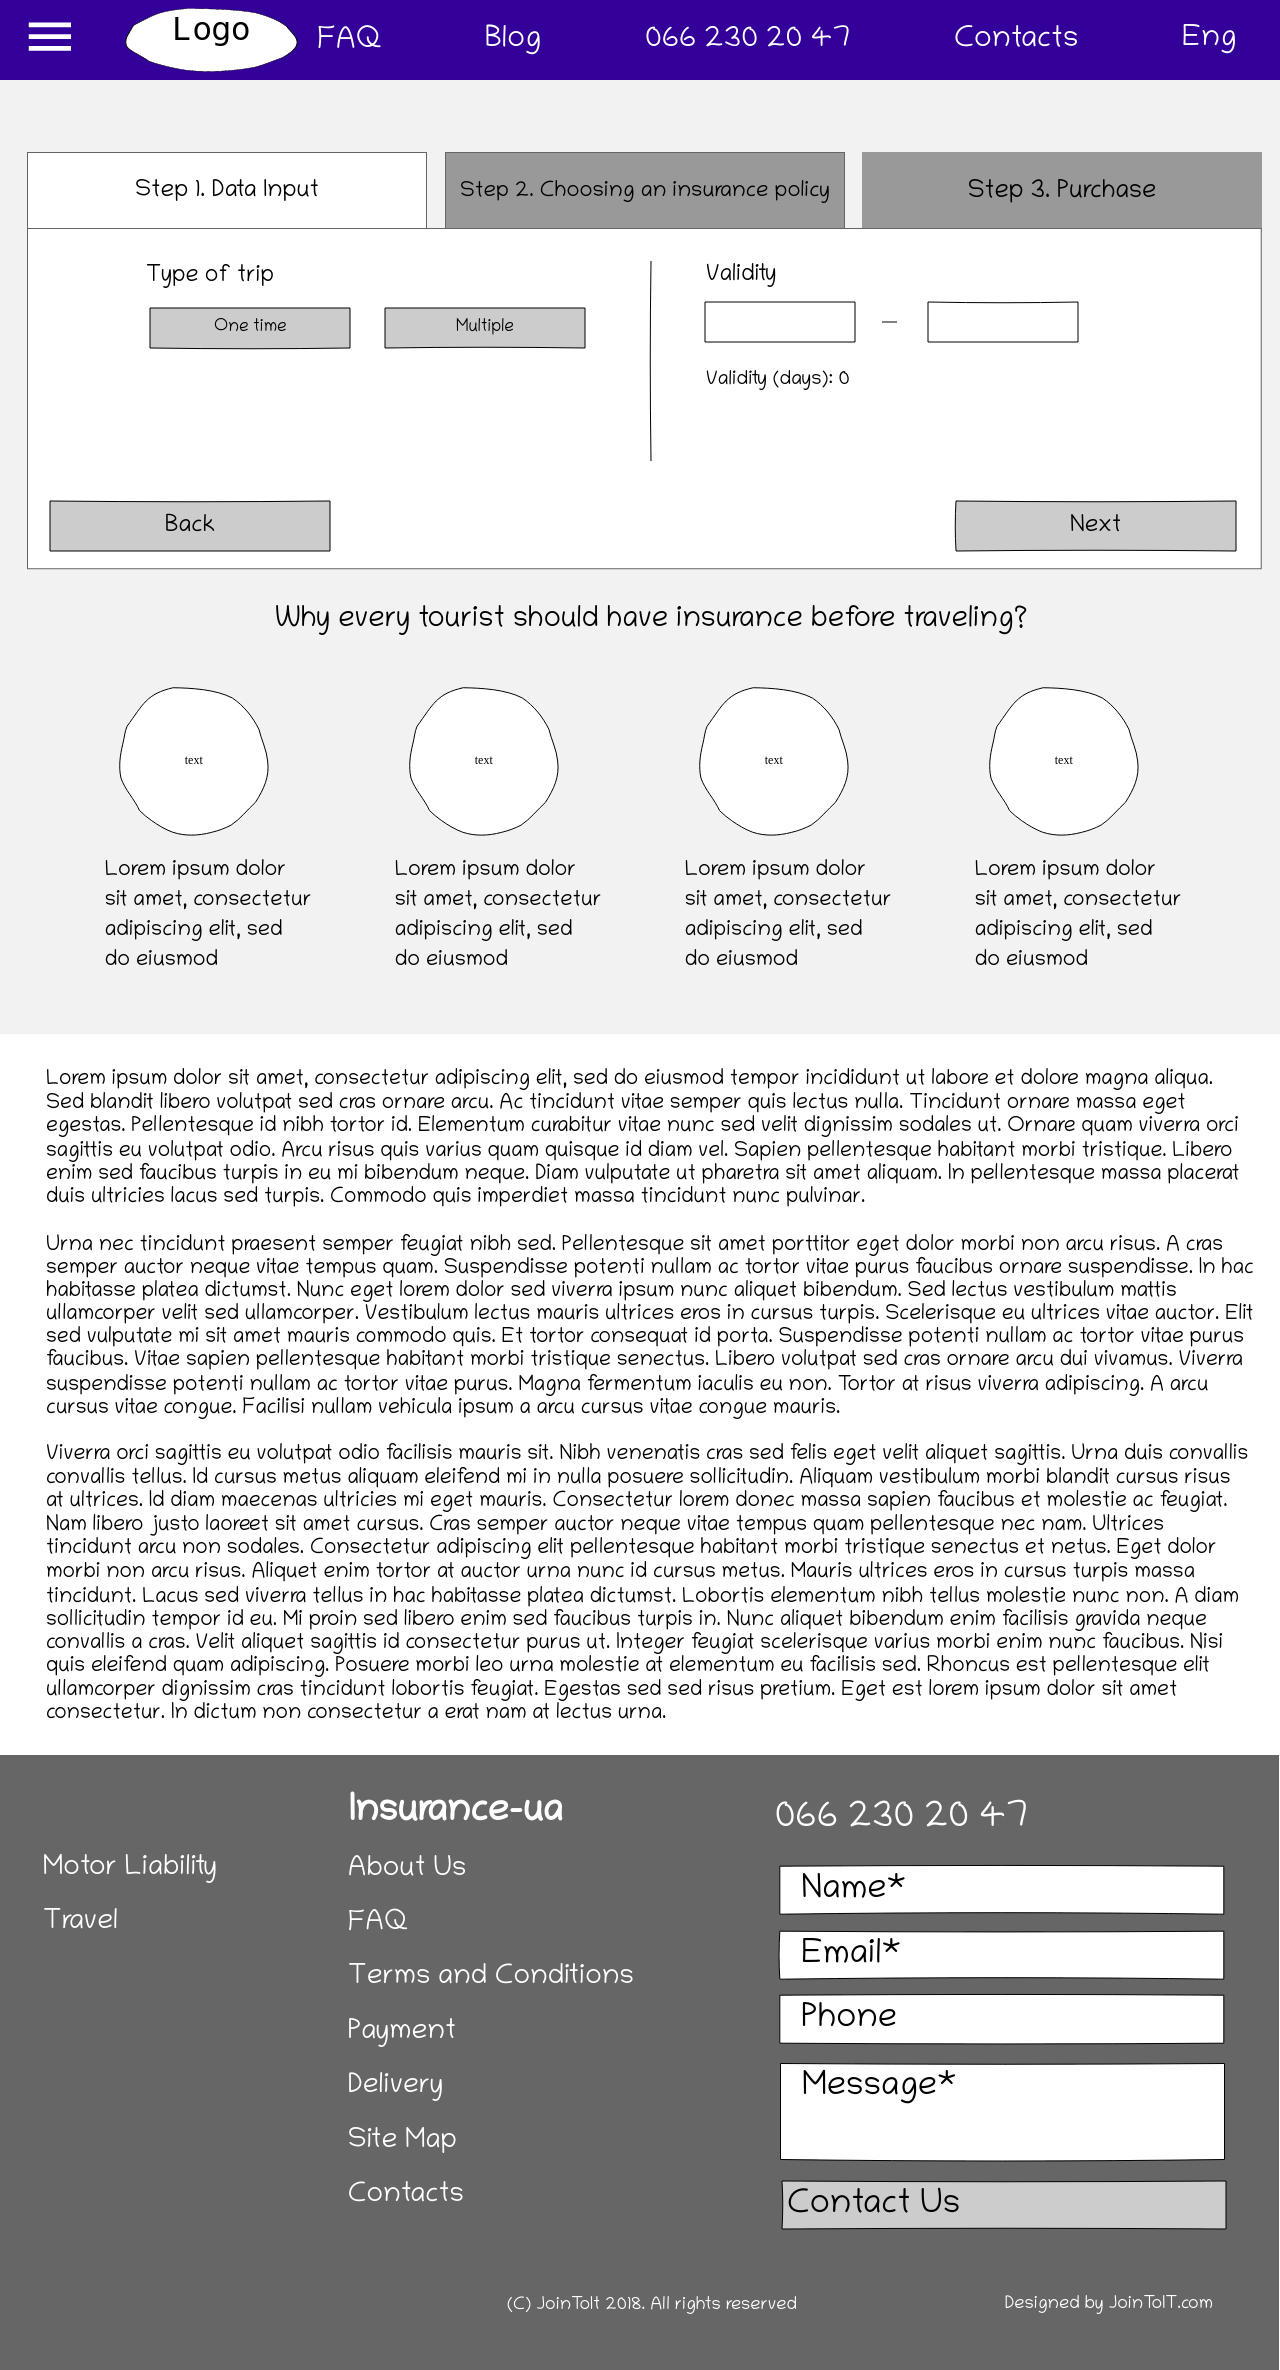 Logo
FAQ
Blog
066 230 20 47
Contacts
Eng
Step 1. Data Input
Step 2. Choosing an insurance policy
Step 3. Purchase
Type of trip
One time
Multiple
Validity
—
Validity (days): 0
Back
Next
Why every tourist should have insurance before traveling?
text
text
text
text
Lorem ipsum dolor
sit amet, consectetur
adipiscing elit, sed
do eiusmod
Lorem ipsum dolor
sit amet, consectetur
adipiscing elit, sed
do eiusmod
Lorem ipsum dolor
sit amet, consectetur
adipiscing elit, sed
do eiusmod
Lorem ipsum dolor
sit amet, consectetur
adipiscing elit, sed
do eiusmod
Lorem ipsum dolor sit amet, consectetur adipiscing elit, sed do eiusmod tempor incididunt ut labore et dolore magna aliqua.
Sed blandit libero volutpat sed cras ornare arcu. Ac tincidunt vitae semper quis lectus nulla. Tincidunt ornare massa eget
egestas. Pellentesque id nibh tortor id. Elementum curabitur vitae nunc sed velit dignissim sodales ut. Ornare quam viverra orci
sagittis eu volutpat odio. Arcu risus quis varius quam quisque id diam vel. Sapien pellentesque habitant morbi tristique. Libero
enim sed faucibus turpis in eu mi bibendum neque. Diam vulputate ut pharetra sit amet aliquam. In pellentesque massa placerat
duis ultricies lacus sed turpis. Commodo quis imperdiet massa tincidunt nunc pulvinar.
Urna nec tincidunt praesent semper feugiat nibh sed. Pellentesque sit amet porttitor eget dolor morbi non arcu risus. A cras
semper auctor neque vitae tempus quam. Suspendisse potenti nullam ac tortor vitae purus faucibus ornare suspendisse. In hac
habitasse platea dictumst. Nunc eget lorem dolor sed viverra ipsum nunc aliquet bibendum. Sed lectus vestibulum mattis
ullamcorper velit sed ullamcorper. Vestibulum lectus mauris ultrices eros in cursus turpis. Scelerisque eu ultrices vitae auctor. Elit
sed vulputate mi sit amet mauris commodo quis. Et tortor consequat id porta. Suspendisse potenti nullam ac tortor vitae purus
faucibus. Vitae sapien pellentesque habitant morbi tristique senectus. Libero volutpat sed cras ornare arcu dui vivamus. Viverra
suspendisse potenti nullam ac tortor vitae purus. Magna fermentum iaculis eu non. Tortor at risus viverra adipiscing. A arcu
cursus vitae congue. Facilisi nullam vehicula ipsum a arcu cursus vitae congue mauris.
Viverra orci sagittis eu volutpat odio facilisis mauris sit. Nibh venenatis cras sed felis eget velit aliquet sagittis. Urna duis convallis
convallis tellus. Id cursus metus aliquam eleifend mi in nulla posuere sollicitudin. Aliquam vestibulum morbi blandit cursus risus
at ultrices. Id diam maecenas ultricies mi eget mauris. Consectetur lorem donec massa sapien faucibus et molestie ac feugiat.
Nam libero justo laoreet sit amet cursus. Cras semper auctor neque vitae tempus quam pellentesque nec nam. Ultrices
tincidunt arcu non sodales. Consectetur adipiscing elit pellentesque habitant morbi tristique senectus et netus. Eget dolor
morbi non arcu risus. Aliquet enim tortor at auctor urna nunc id cursus metus. Mauris ultrices eros in cursus turpis massa
tincidunt. Lacus sed viverra tellus in hac habitasse platea dictumst. Lobortis elementum nibh tellus molestie nunc non. A diam
sollicitudin tempor id eu. Mi proin sed libero enim sed faucibus turpis in. Nunc aliquet bibendum enim facilisis gravida neque
convallis a cras. Velit aliquet sagittis id consectetur purus ut. Integer feugiat scelerisque varius morbi enim nunc faucibus. Nisi
quis eleifend quam adipiscing. Posuere morbi leo urna molestie at elementum eu facilisis sed. Rhoncus est pellentesque elit
ullamcorper dignissim cras tincidunt lobortis feugiat. Egestas sed sed risus pretium. Eget est lorem ipsum dolor sit amet
consectetur. In dictum non consectetur a erat nam at lectus urna.
Motor Liability
Travel
Insurance-ua
About Us
FAQ
Terms and Conditions
Payment
Delivery
Site Map
Contacts
066 230 20 47
Name*
Email*
Phone
Message*
Contact Us
(C) JoinToIt 2018. All rights reserved
Designed by JoinToIT.com